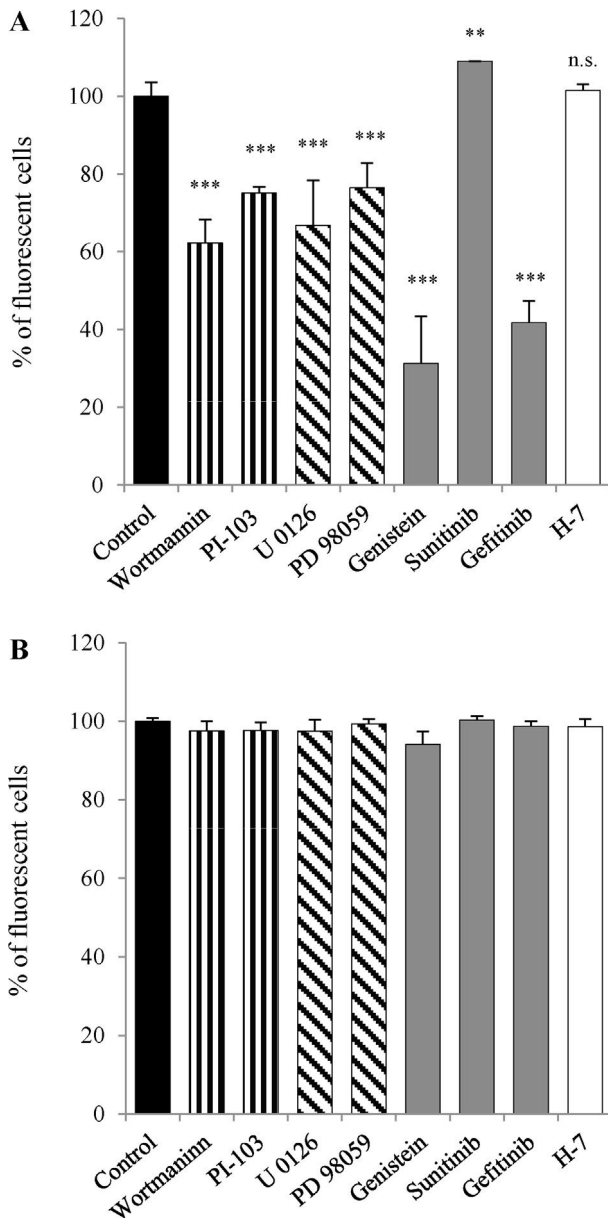 A
% of fluorescent cells
120
100
80
60
40
20
0
***
***
***
***
***
**
***
n.s.
Control
Wortmannin
PI-103
U 0126
PD 98059
Genistein
Sunitinib
Gefitinib
H-7
B
% of fluorescent cells
120
100
80
60
40
20
0
Control
Wortmaninn
PI-103
U 0126
PD 98059
Genistein
Sunitinib
Gefitinib
H-7